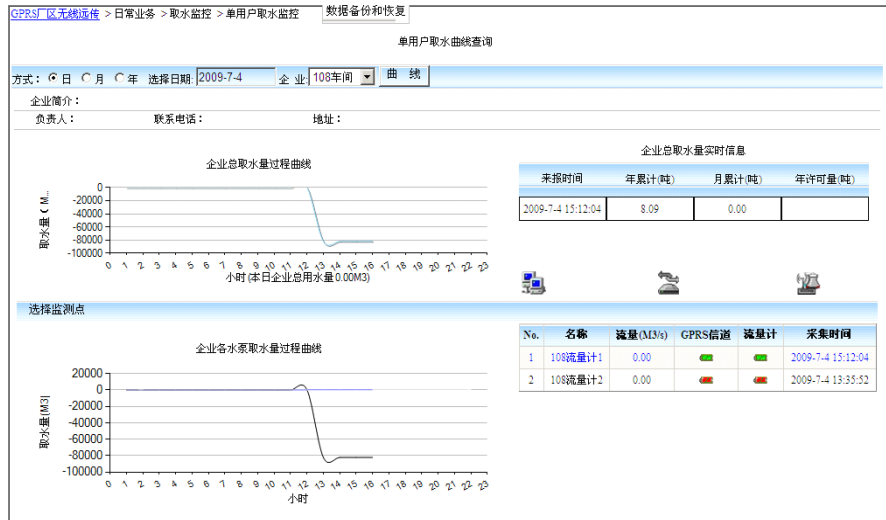 GPRS厂区无线远传 > 日常业务 > 取水监控 > 单用户取水监控
数据备份和恢复
单用户取水曲线查询
方式： 日 月 年 选择日期: 2009-7-4 企 业: 108车间 曲 线
企业简介：
负责人： 联系电话： 地址：
企业总取水量过程曲线
取水量（ M...
0
-20000
-40000
-60000
-80000
-100000
0 1 2 3 4 5 6 7 8 9 10 11 12 13 14 15 16 17 18 19 20 21 22 23
小时(本日企业总用水量0.00M3)
企业总取水量实时信息
来报时间 年累计(吨) 月累计(吨) 年许可量(吨)
2009-7-4 15:12:04 8.09 0.00
选择监测点
企业各水泵取水量过程曲线
取水量[M3]
20000
0
-20000
-40000
-60000
-80000
-100000
0 1 2 3 4 5 6 7 8 9 10 11 12 13 14 15 16 17 18 19 20 21 22 23
小时
No. 名称 流量(M3/s) GPRS信道 流量计 采集时间
1 108流量计1 0.00 2009-7-4 15:12:04
2 108流量计2 0.00 2009-7-4 13:35:52